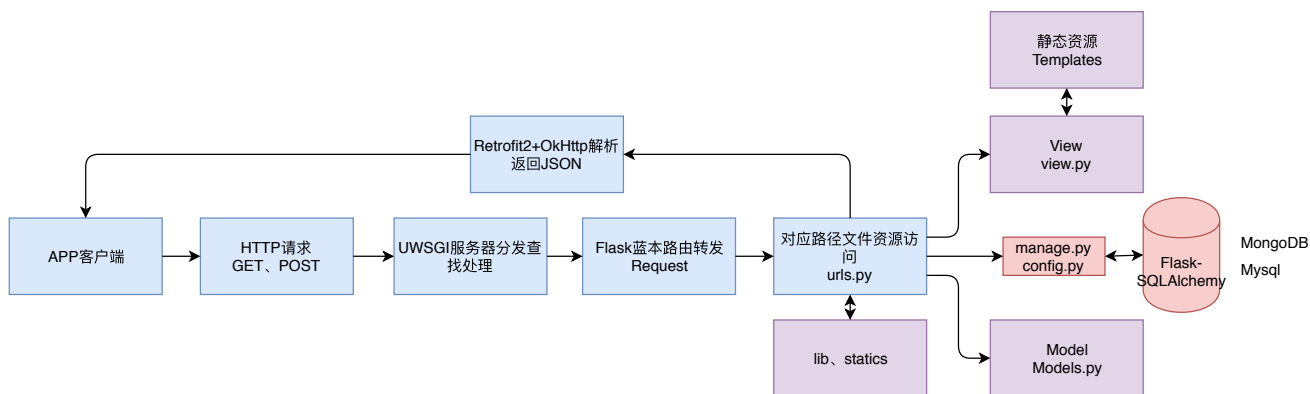 静态资源
Templates
Retrofit2+OkHttp解析
返回JSON
View
view.py
APP客户端
HTTP请求
GET、POST
UWSGI服务器分发查
找处理
Flask蓝本路由转发
Request
对应路径文件资源访
问
urls.py
manage.py
config.py
Flask-
SQLAlchemy
MongoDB
Mysql
lib、statics
Model
Models.py